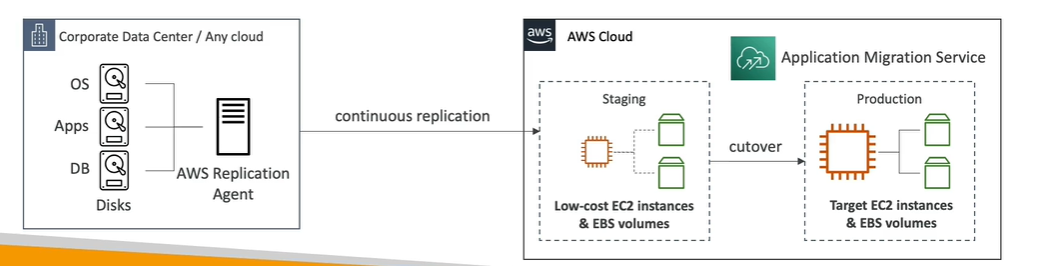 Corporate Data Center / Any cloud
OS
Apps
DB
Disks
AWS Replication
Agent
continuous replication
aws
AWS Cloud
Application Migration Service
Staging
Low-cost EC2 instances
& EBS volumes
cutover
Production
Target EC2 instances
& EBS volumes